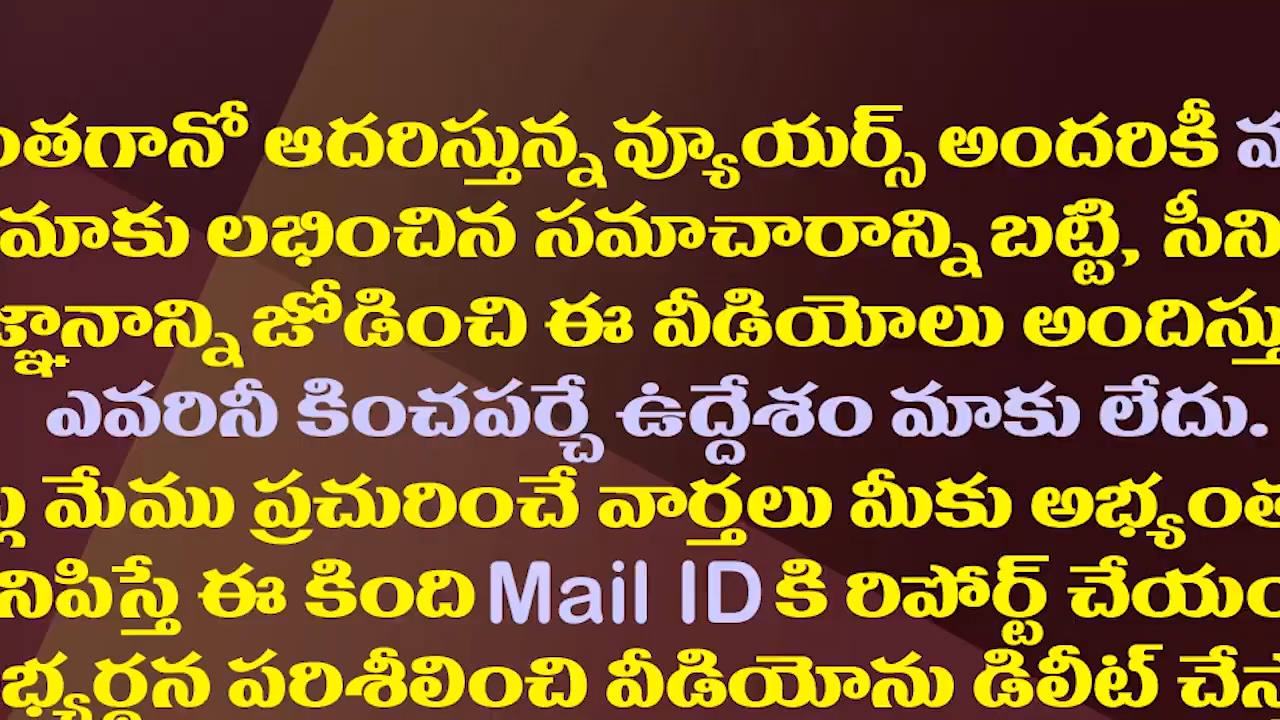 ంతగానో ఆదరిస్తున్న వ్యూయర్స్ అందరికీ
మాకు లభించిన సమాచారాన్ని బట్టి, సీని
జ్ఞానాన్ని జోడించి ఈ వీడియోలు అందిస్తు
ఎవరినీ కించపర్చే ఉద్దేశం మాకు లేదు.
మేము ప్రచురించే వార్తలు మీకు అభ్యంత
నిపిస్తే ఈ కింది Mail ID కి రిపోర్ట్ చేయం
భ్యర్థన పరిశీలించి వీడియోను డిలీట్ చేస